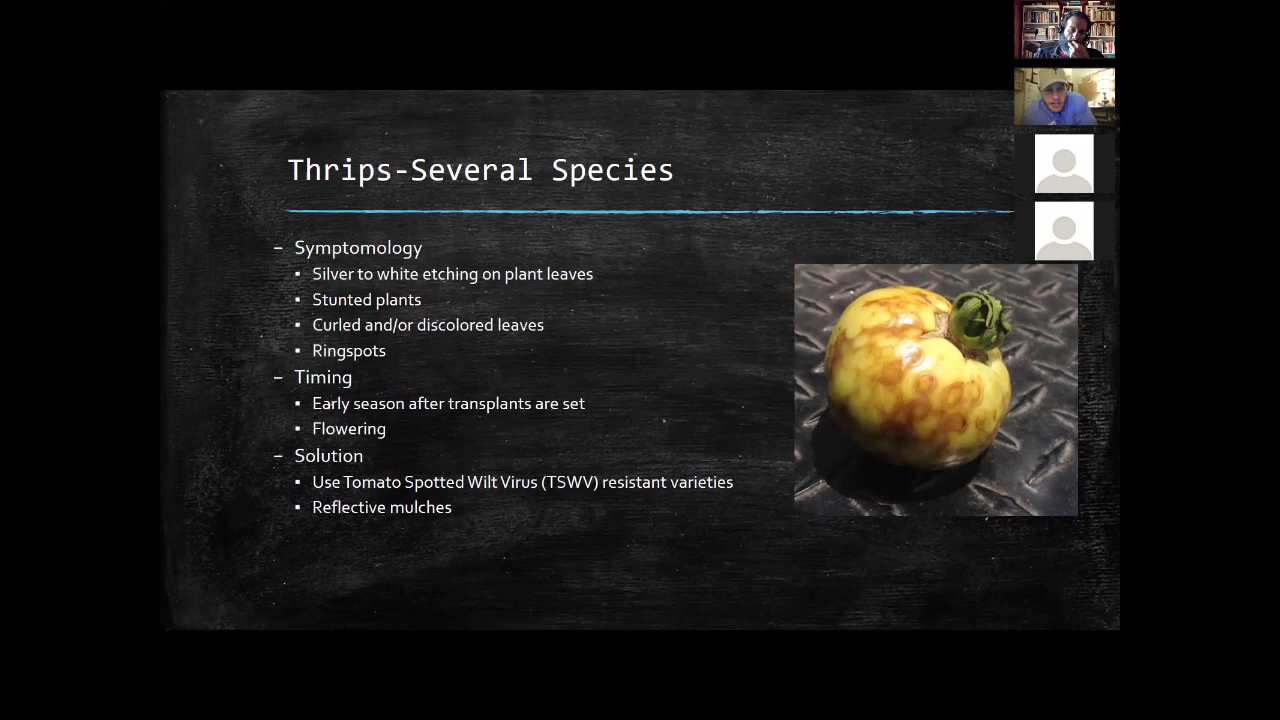 Thrips-Several Species
– Symptomology
▪ Silver to white etching on plant leaves
▪ Stunted plants
▪ Curled and/or discolored leaves
▪ Ringspots
– Timing
▪ Early season after transplants are set
▪ Flowering
– Solution
▪ Use Tomato Spotted Wilt Virus (TSWV) resistant varieties
▪ Reflective mulches